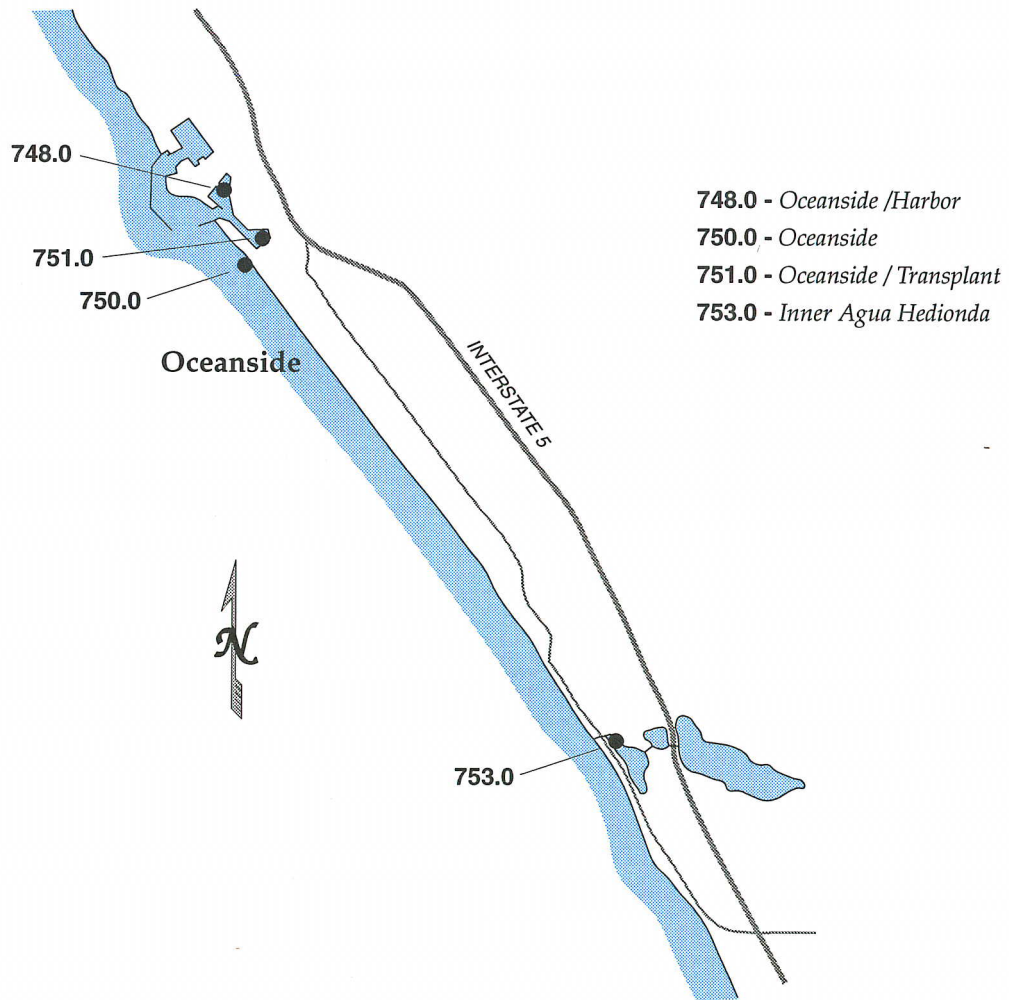 748.0
751.0
750.0
Oceanside
INTERSTATE 5
N
753.0
748.0 - Oceanside /Harbor
750.0 - Oceanside
751.0 - Oceanside / Transplant
753.0 - Inner Agua Hedionda